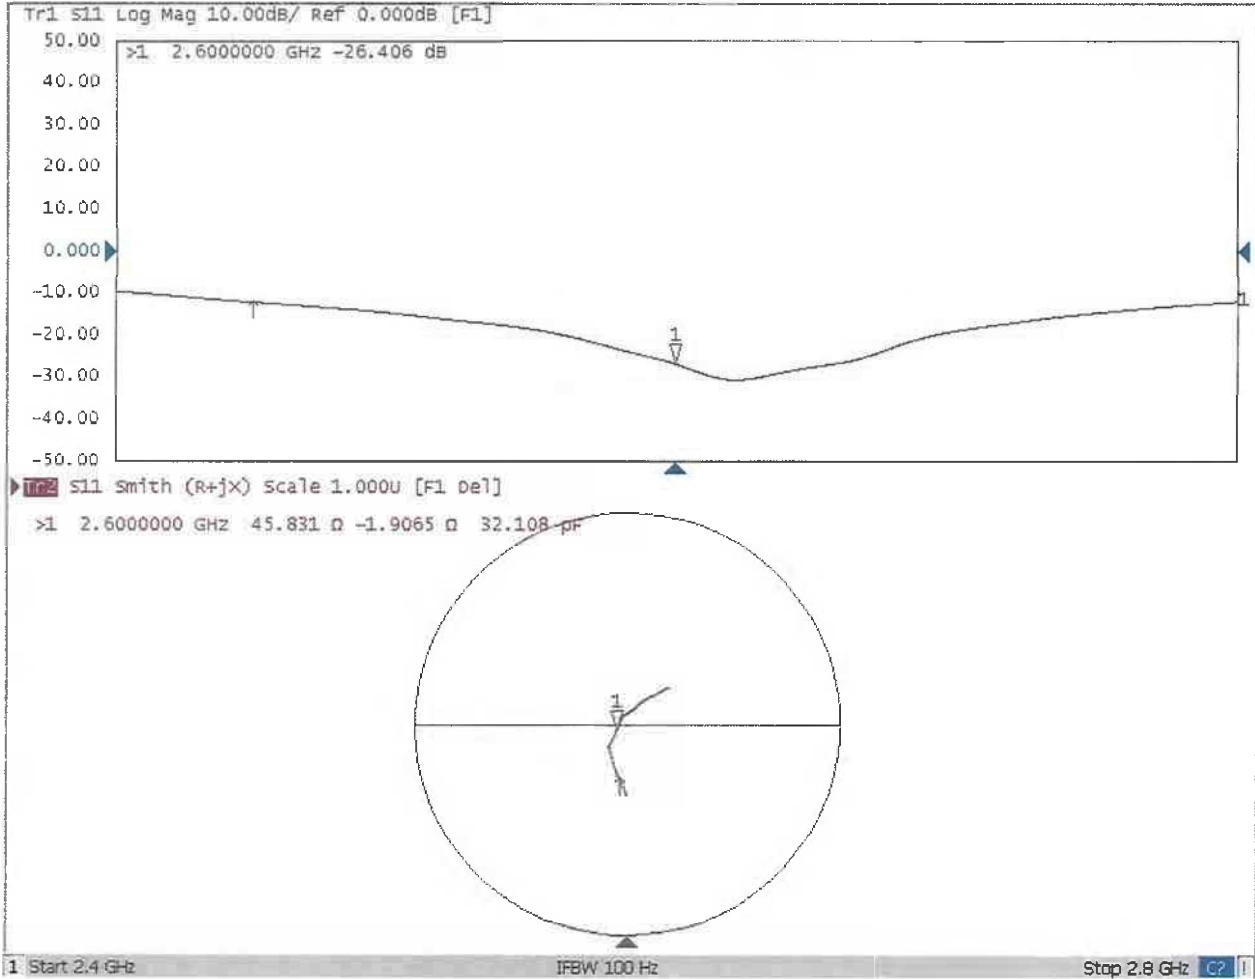 Tr1 S11 Log Mag 10.00dB/ Ref 0.000dB [F1]
50.00
>1 2.6000000 GHz -26.406 dB
40.00
30.00
20.00
10.00
0.000
-10.00
1
-20.00
1
-30.00
-40.00
-50.00
Tr2 S11 Smith (R+jX) Scale 1.000U [F1 Del]
>1 2.6000000 GHz 45.831 Ω -1.9065 Ω 32.108 pF
1
1 Start 2.4 GHz IFBW 100 Hz Stop 2.8 GHz C?